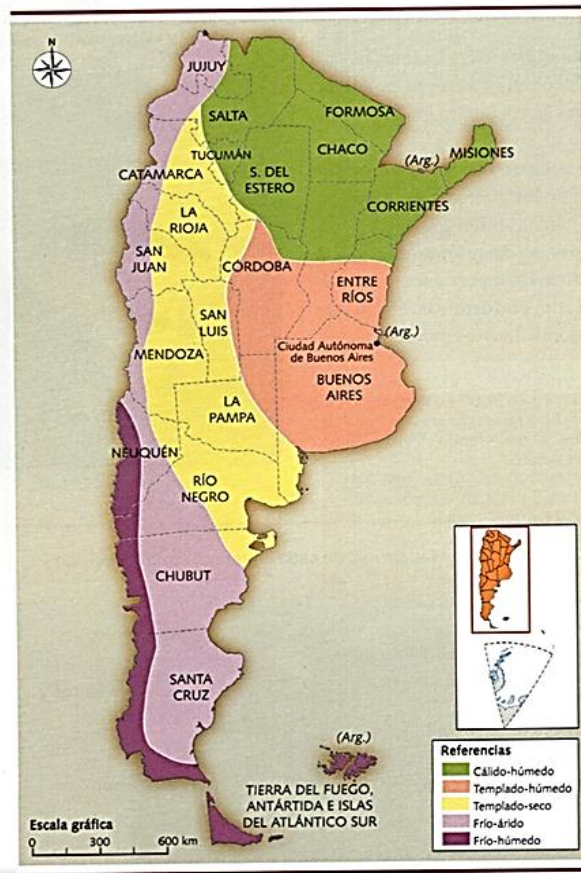 N
JUJUY
SALTA
FORMOSA
CHACO
(Arg.)
MISIONES
TUCUMÁN
CATAMARCA
S. DEL
ESTERO
CORRIENTES
LA
RIOJA
SAN
JUAN
CÓRDOBA
ENTRE
RÍOS
SAN
LUIS
(Arg.)
Ciudad Autónoma
de Buenos Aires
MENDOZA
BUENOS
AIRES
LA
PAMPA
NEUQUÉN
RÍO
NEGRO
CHUBUT
SANTA
CRUZ
(Arg.)
TIERRA DEL FUEGO,
ANTÁRTIDA E ISLAS
DEL ATLÁNTICO SUR
Referencias
Cálido-húmedo
Templado-húmedo
Templado-seco
Frío-árido
Frío-húmedo
Escala gráfica
0 600 km